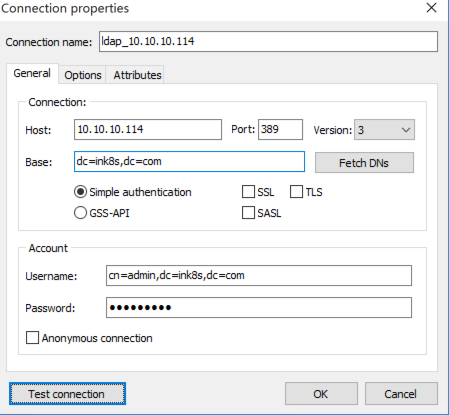 Connection properties
Connection name: ldap_10.10.10.114
General Options Attributes
Connection:
Host: 10.10.10.114 Port: 389 Version: 3
Base: dc=ink8s,dc=com Fetch DNs
Simple authentication SSL TLS
GSS-API SASL
Account
Username: cn=admin,dc=ink8s,dc=com
Password: •••••••••
Anonymous connection
Test connection OK Cancel